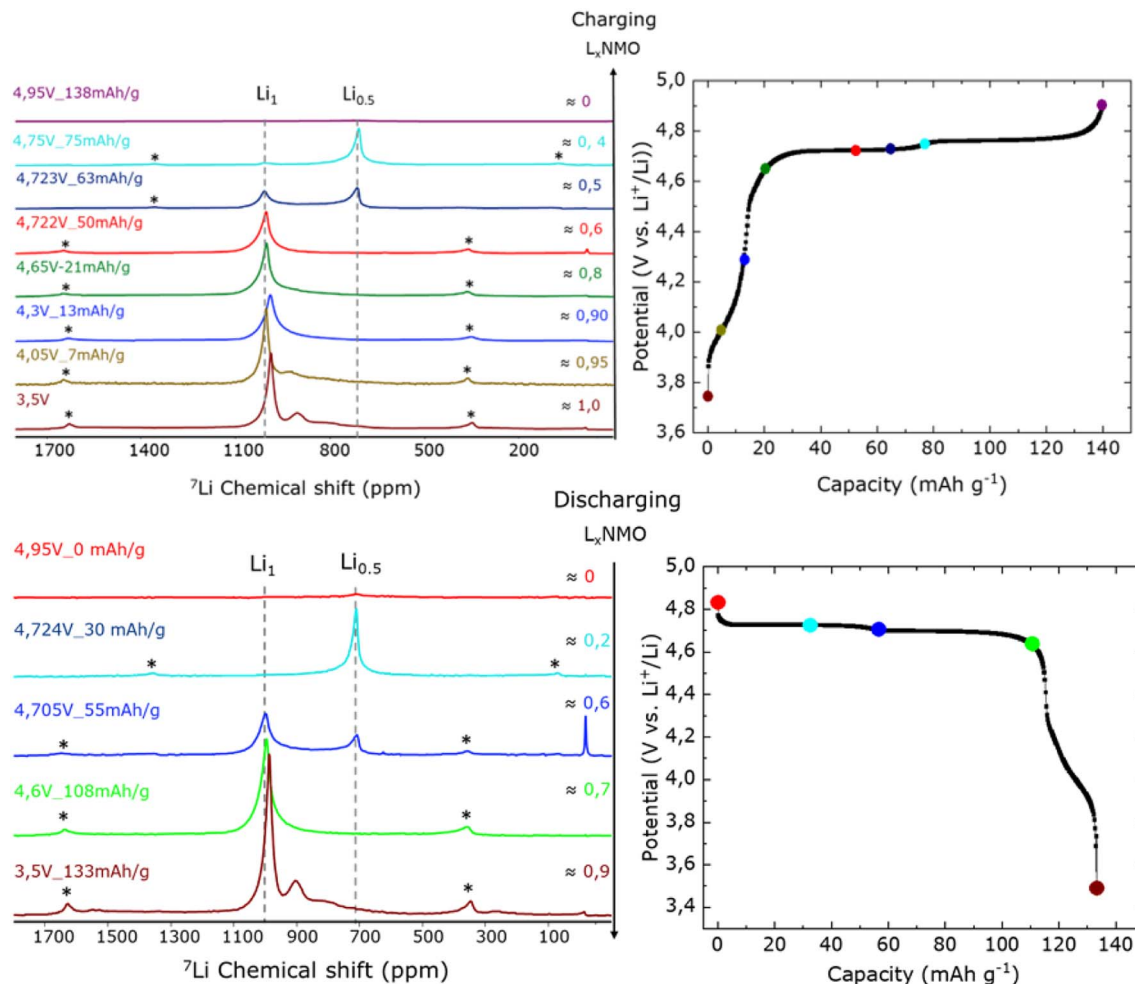 Charging
LₓNMO
Li₁ Li₀.₅
4,95V_138mAh/g ≈ 0
4,75V_75mAh/g ≈ 0, 4
* *
4,723V_63mAh/g ≈ 0,5
*
4,722V_50mAh/g ≈ 0,6
* *
4,65V-21mAh/g ≈ 0,8
* *
4,3V_13mAh/g ≈ 0,90
* *
4,05V_7mAh/g ≈ 0,95
* *
3,5V ≈ 1,0
* *
1700 1400 1100 800 500 200
⁷Li Chemical shift (ppm)
Potential (V vs. Li⁺/Li))
5,0
4,8
4,6
4,4
4,2
4,0
3,8
3,6
0 20 40 60 80 100 120 140
Capacity (mAh g⁻¹)
Discharging
LₓNMO
4,95V_0 mAh/g
Li₁ Li₀.₅
≈ 0
4,724V_30 mAh/g
≈ 0,2
* *
4,705V_55mAh/g ≈ 0,6
* *
4,6V_108mAh/g ≈ 0,7
* *
3,5V_133mAh/g ≈ 0,9
* *
1700 1300 1100 900 700 500 300 100
⁷Li Chemical shift (ppm)
Potential (V vs. Li⁺/Li)
5,0
4,8
4,6
4,4
4,2
4,0
3,8
3,6
3,4
0 20 40 60 80 100 120 140
Capacity (mAh g⁻¹)